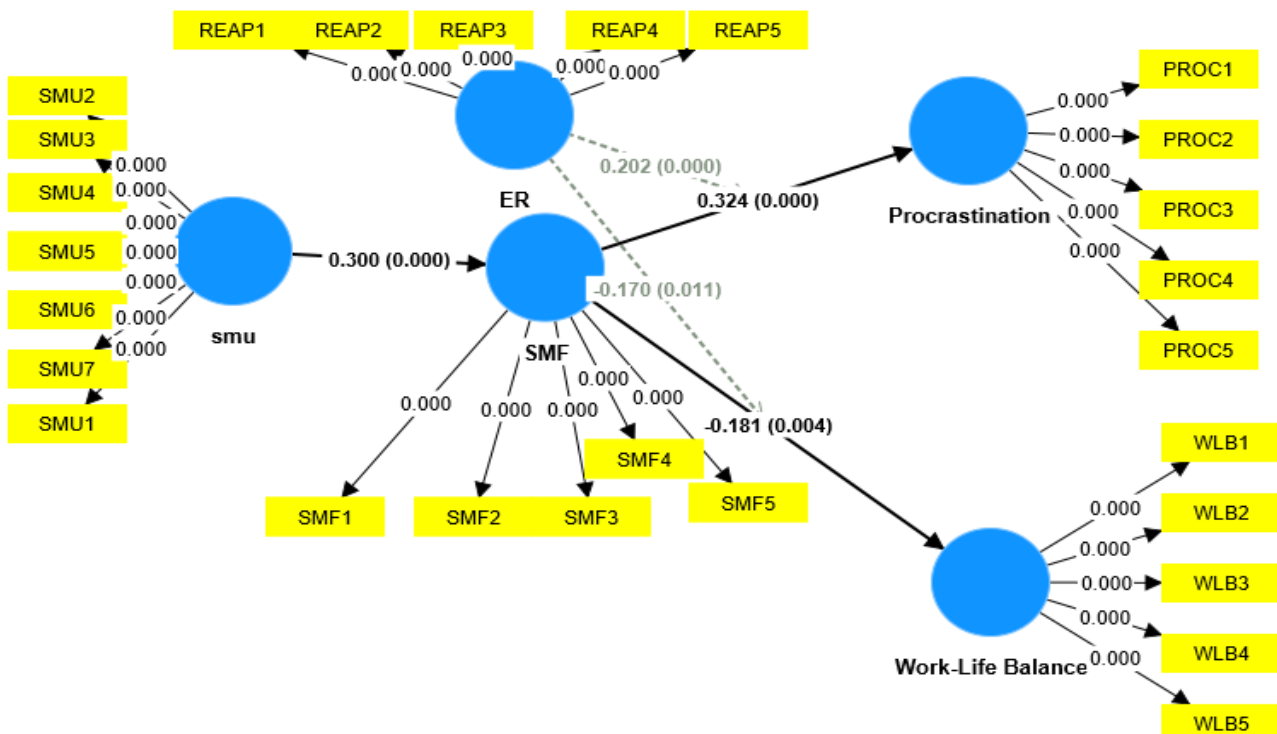 REAP1
REAP2
REAP3
REAP4
REAP5
0.000
0.000
0.000
0.000
0.000
ER
SMU2
SMU3
SMU4
SMU5
SMU6
SMU7
SMU1
0.000
0.000
0.000
0.000
0.000
0.000
0.000
smu
0.300 (0.000)
0.202 (0.000)
0.324 (0.000)
-0.170 (0.011)
-0.181 (0.004)
SMF
0.000
0.000
0.000
0.000
0.000
SMF1
SMF2
SMF3
SMF4
SMF5
Procrastination
0.000
0.000
0.000
0.000
0.000
PROC1
PROC2
PROC3
PROC4
PROC5
Work-Life Balance
0.000
0.000
0.000
0.000
0.000
WLB1
WLB2
WLB3
WLB4
WLB5